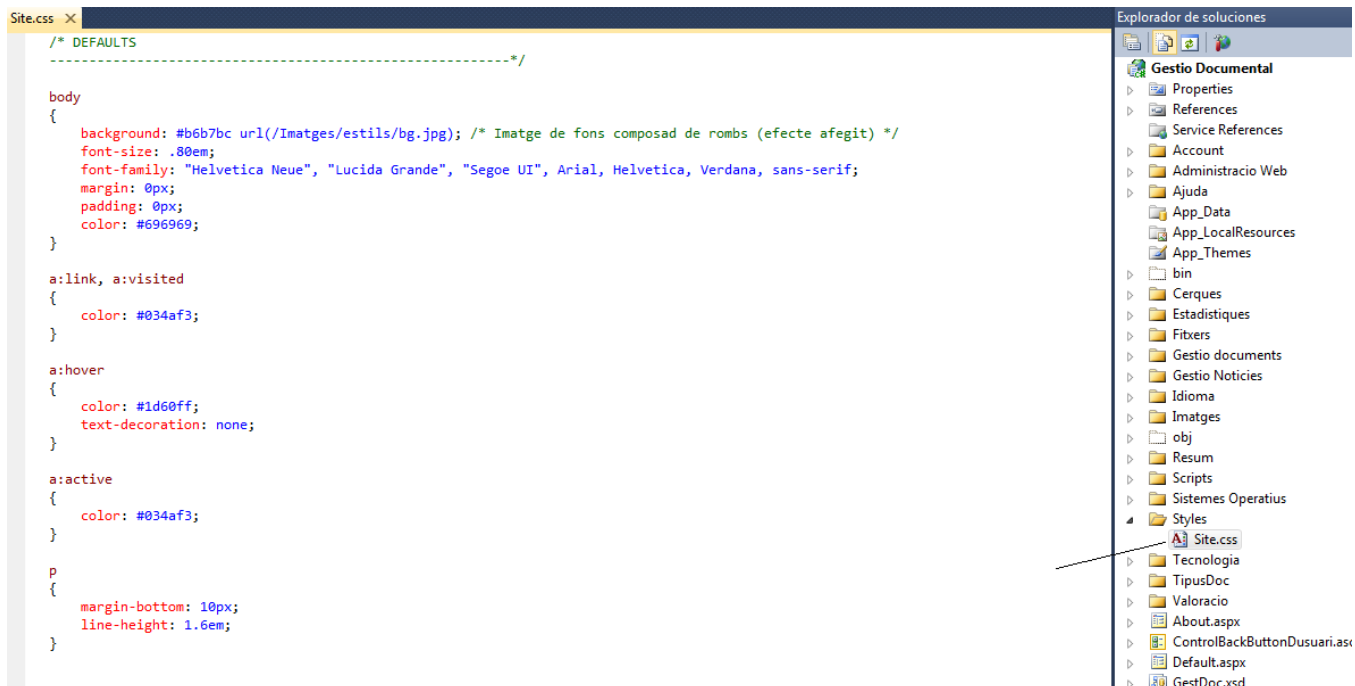 Site.css
/* DEFAULTS
----------------------------------------------------------*/
body
{
    background: #b6b7bc url(/Imatges/estils/bg.jpg); /* Imatge de fons composad de rombs (efecte afegit) */
    font-size: .80em;
    font-family: "Helvetica Neue", "Lucida Grande", "Segoe UI", Arial, Helvetica, Verdana, sans-serif;
    margin: 0px;
    padding: 0px;
    color: #696969;
}
a:link, a:visited
{
    color: #034af3;
}
a:hover
{
    color: #1d60ff;
    text-decoration: none;
}
a:active
{
    color: #034af3;
}
p
{
    margin-bottom: 10px;
    line-height: 1.6em;
}
Explorador de soluciones
Gestio Documental
Properties
References
Service References
Account
Administracio Web
Ajuda
App_Data
App_LocalResources
App_Themes
bin
Cerques
Estadistiques
Fitxers
Gestio documents
Gestio Noticies
Idioma
Imatges
obj
Resum
Scripts
Sistemes Operatius
Styles
Site.css
Tecnologia
TipusDoc
Valoracio
About.aspx
ControlBackButtonDusuari.asc
Default.aspx
GestDoc.xsd